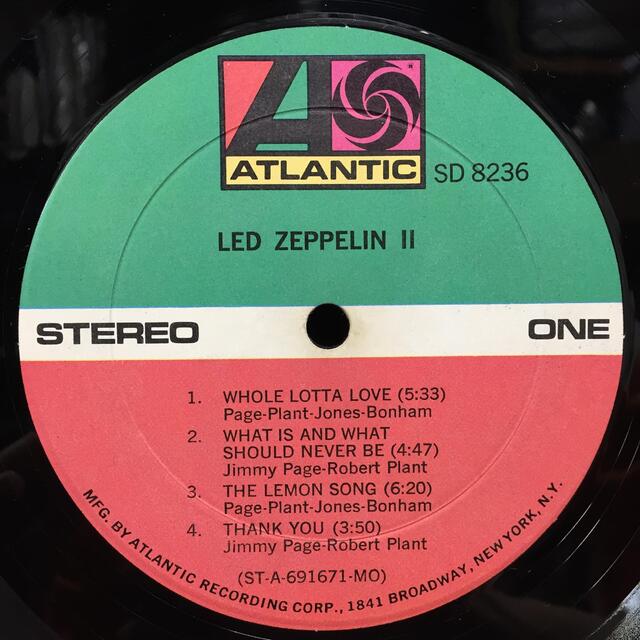 ATLANTIC
SD 8236
LED ZEPPELIN II
STEREO
ONE
1. WHOLE LOTTA LOVE (5:33)
Page-Plant-Jones-Bonham
2. WHAT IS AND WHAT
SHOULD NEVER BE (4:47)
Jimmy Page-Robert Plant
3. THE LEMON SONG (6:20)
Page-Plant-Jones-Bonham
4. THANK YOU (3:50)
Jimmy Page-Robert Plant
(ST-A-691671-MO)
MFG. BY ATLANTIC RECORDING CORP., 1841 BROADWAY, NEW YORK, N.Y.